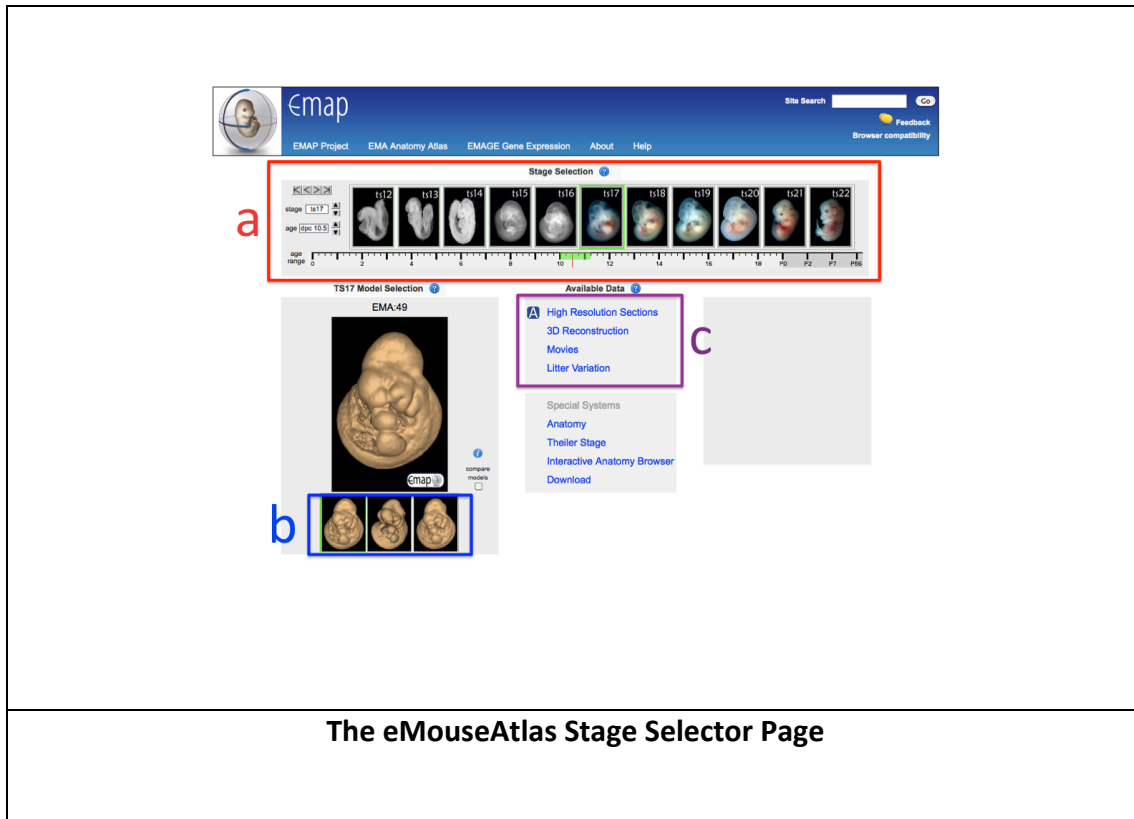 Emap
Site Search Go
Feedback
Browser compatibility
EMAP Project EMA Anatomy Atlas EMAGE Gene Expression About Help
Stage Selection ?
a
ts12 ts13 ts14 ts15 ts16 ts17 ts18 ts19 ts20 ts21 ts22
stage ts17
age dpc 10.5
age range 0 2 4 6 8 10 12 14 16 18 P0 P2 P7 P56
TS17 Model Selection ?
EMA:49
Emap
i
compare
models
b
Available Data ?
A High Resolution Sections
3D Reconstruction
Movies
Litter Variation
c
Special Systems
Anatomy
Theiler Stage
Interactive Anatomy Browser
Download
The eMouseAtlas Stage Selector Page